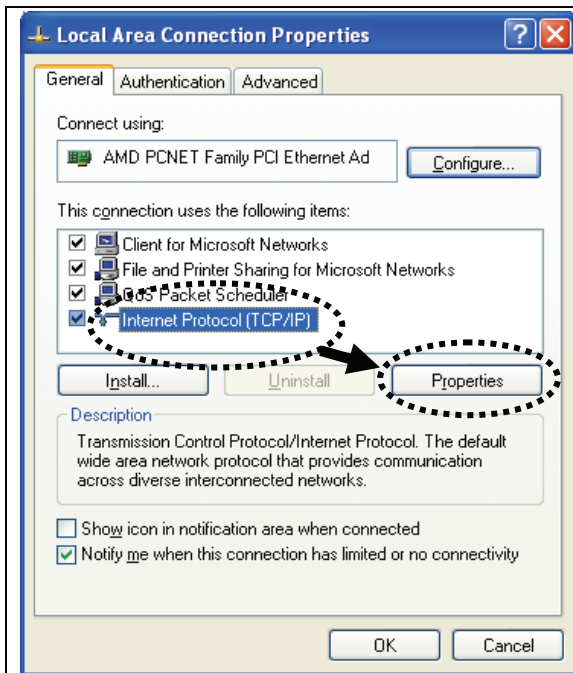 Local Area Connection Properties
General Authentication Advanced
Connect using:
AMD PCNET Family PCI Ethernet Ad Configure...
This connection uses the following items:
Client for Microsoft Networks
File and Printer Sharing for Microsoft Networks
QoS Packet Scheduler
Internet Protocol (TCP/IP)
Install... Uninstall Properties
Description
Transmission Control Protocol/Internet Protocol. The default
wide area network protocol that provides communication
across diverse interconnected networks.
Show icon in notification area when connected
Notify me when this connection has limited or no connectivity
OK Cancel